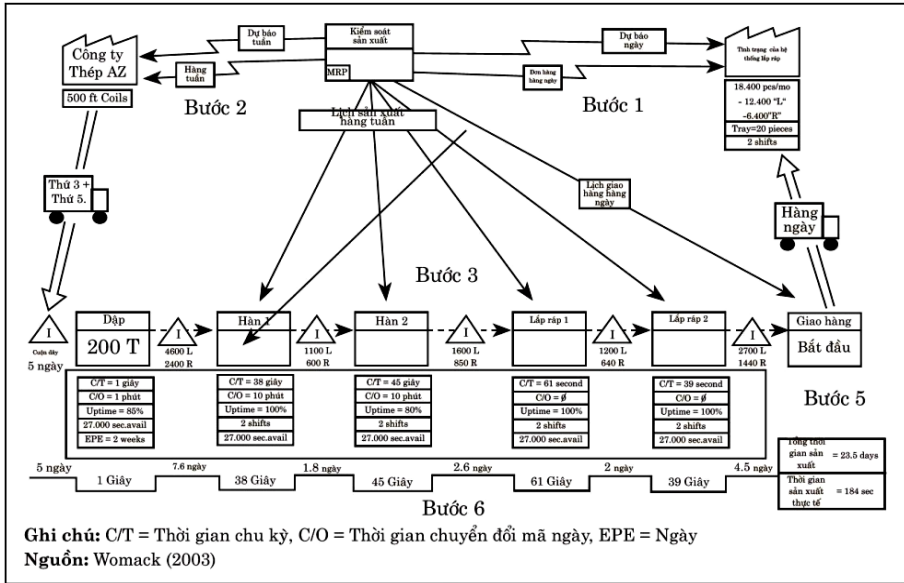 Công ty
Thép AZ
500 ft Coils
Dự báo
tuần
Hàng
tuần
Bước 2
Kiểm soát
sản xuất
MRP
Dự báo
ngày
Đơn hàng
hàng ngày
Bước 1
Tình trạng của hệ
thống lắp ráp
18.400 pcs/mo
- 12.400 "L"
-6.400"R"
Tray=20 pieces
2 shifts
Lịch sản xuất
hàng tuần
Thứ 3 +
Thứ 5.
Lịch giao
hàng hàng
ngày
Hàng
ngày
Bước 3
I
Cuộn dây
5 ngày
Dập
200 T
I
4600 L
2400 R
Hàn 1
I
1100 L
600 R
Hàn 2
I
1600 L
850 R
Lắp ráp 1
I
1200 L
640 R
Lắp ráp 2
I
2700 L
1440 R
Giao hàng
Bắt đầu
C/T = 1 giây
C/O = 1 phút
Uptime = 85%
27.000 sec.avail
EPE = 2 weeks
C/T = 38 giây
C/O = 10 phút
Uptime = 100%
2 shifts
27.000 sec.avail
C/T = 45 giây
C/O = 10 phút
Uptime = 80%
2 shifts
27.000 sec.avail
C/T = 61 second
C/O = ø
Uptime = 100%
2 shifts
27.000 sec.avail
C/T = 39 second
C/O = ø
Uptime = 100%
2 shifts
27.000 sec.avail
Bước 5
5 ngày
1 Giây
7.6 ngày
38 Giây
1.8 ngày
45 Giây
2.6 ngày
61 Giây
2 ngày
39 Giây
4.5 ngày
Tổng thời
gian sản
xuất
= 23.5 days
Thời gian
sản xuất
thực tế
= 184 sec
Bước 6
Ghi chú: C/T = Thời gian chu kỳ, C/O = Thời gian chuyển đổi mã ngày, EPE = Ngày
Nguồn: Womack (2003)